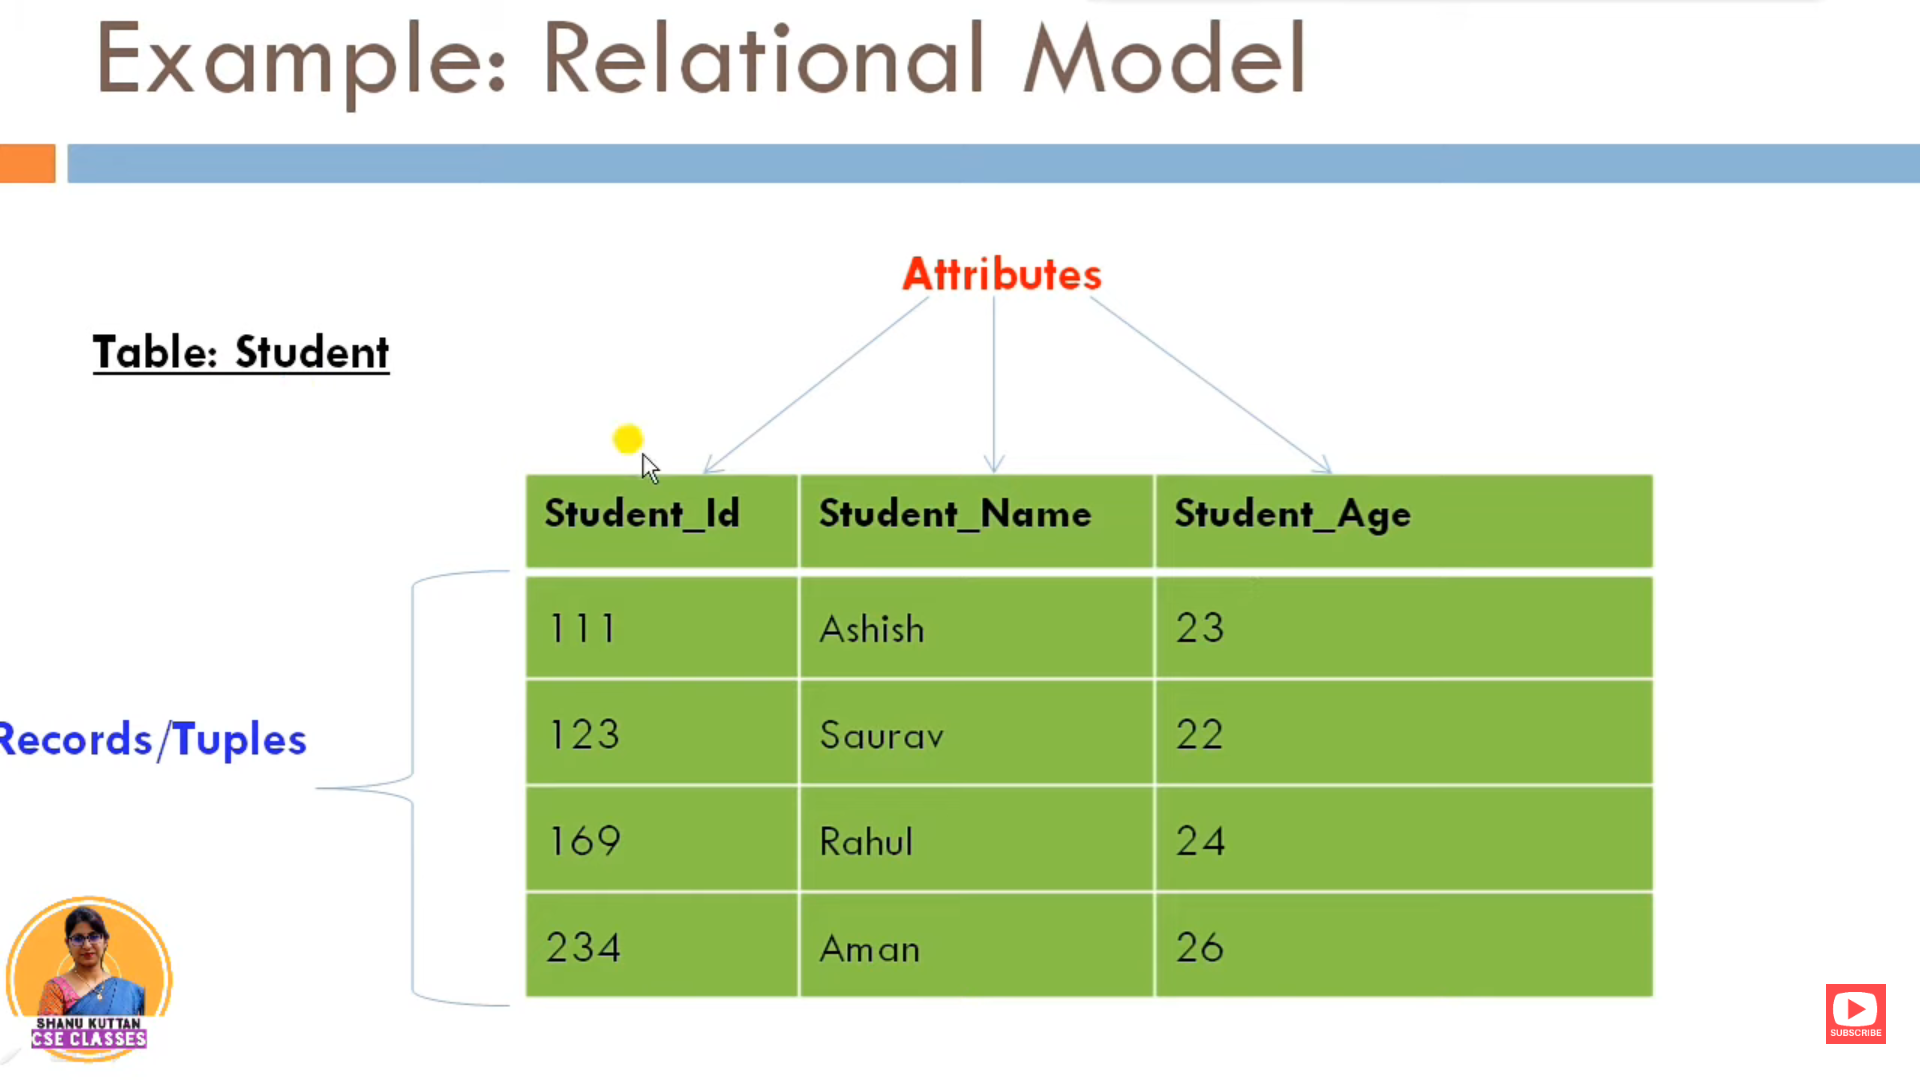 Example: Relational Model
Attributes
Table: Student
Student_Id Student_Name Student_Age
111 Ashish 23
123 Saurav 22
Records/Tuples
169 Rahul 24
234 Aman 26
SHANU KUTTAN
CSE CLASSES
SUBSCRIBE